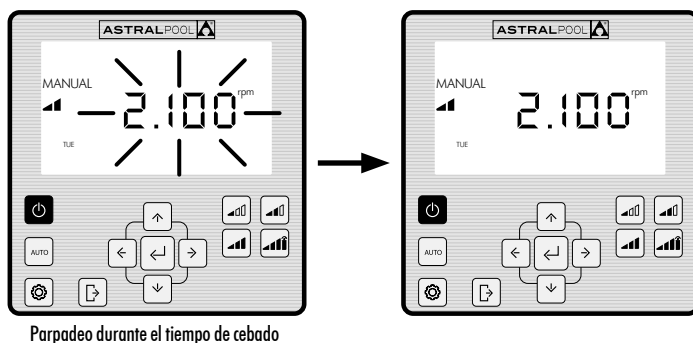 ASTRALPOOL
MANUAL
2.100 rpm
TUE
AUTO
Parpadeo durante el tiempo de cebado
ASTRALPOOL
MANUAL
2.100 rpm
TUE
AUTO